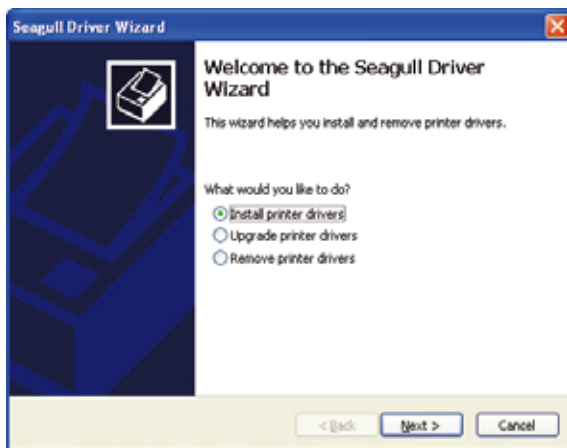 Seagull Driver Wizard
Welcome to the Seagull Driver
Wizard
This wizard helps you install and remove printer drivers.
What would you like to do?
Install printer drivers
Upgrade printer drivers
Remove printer drivers
< Back Next > Cancel